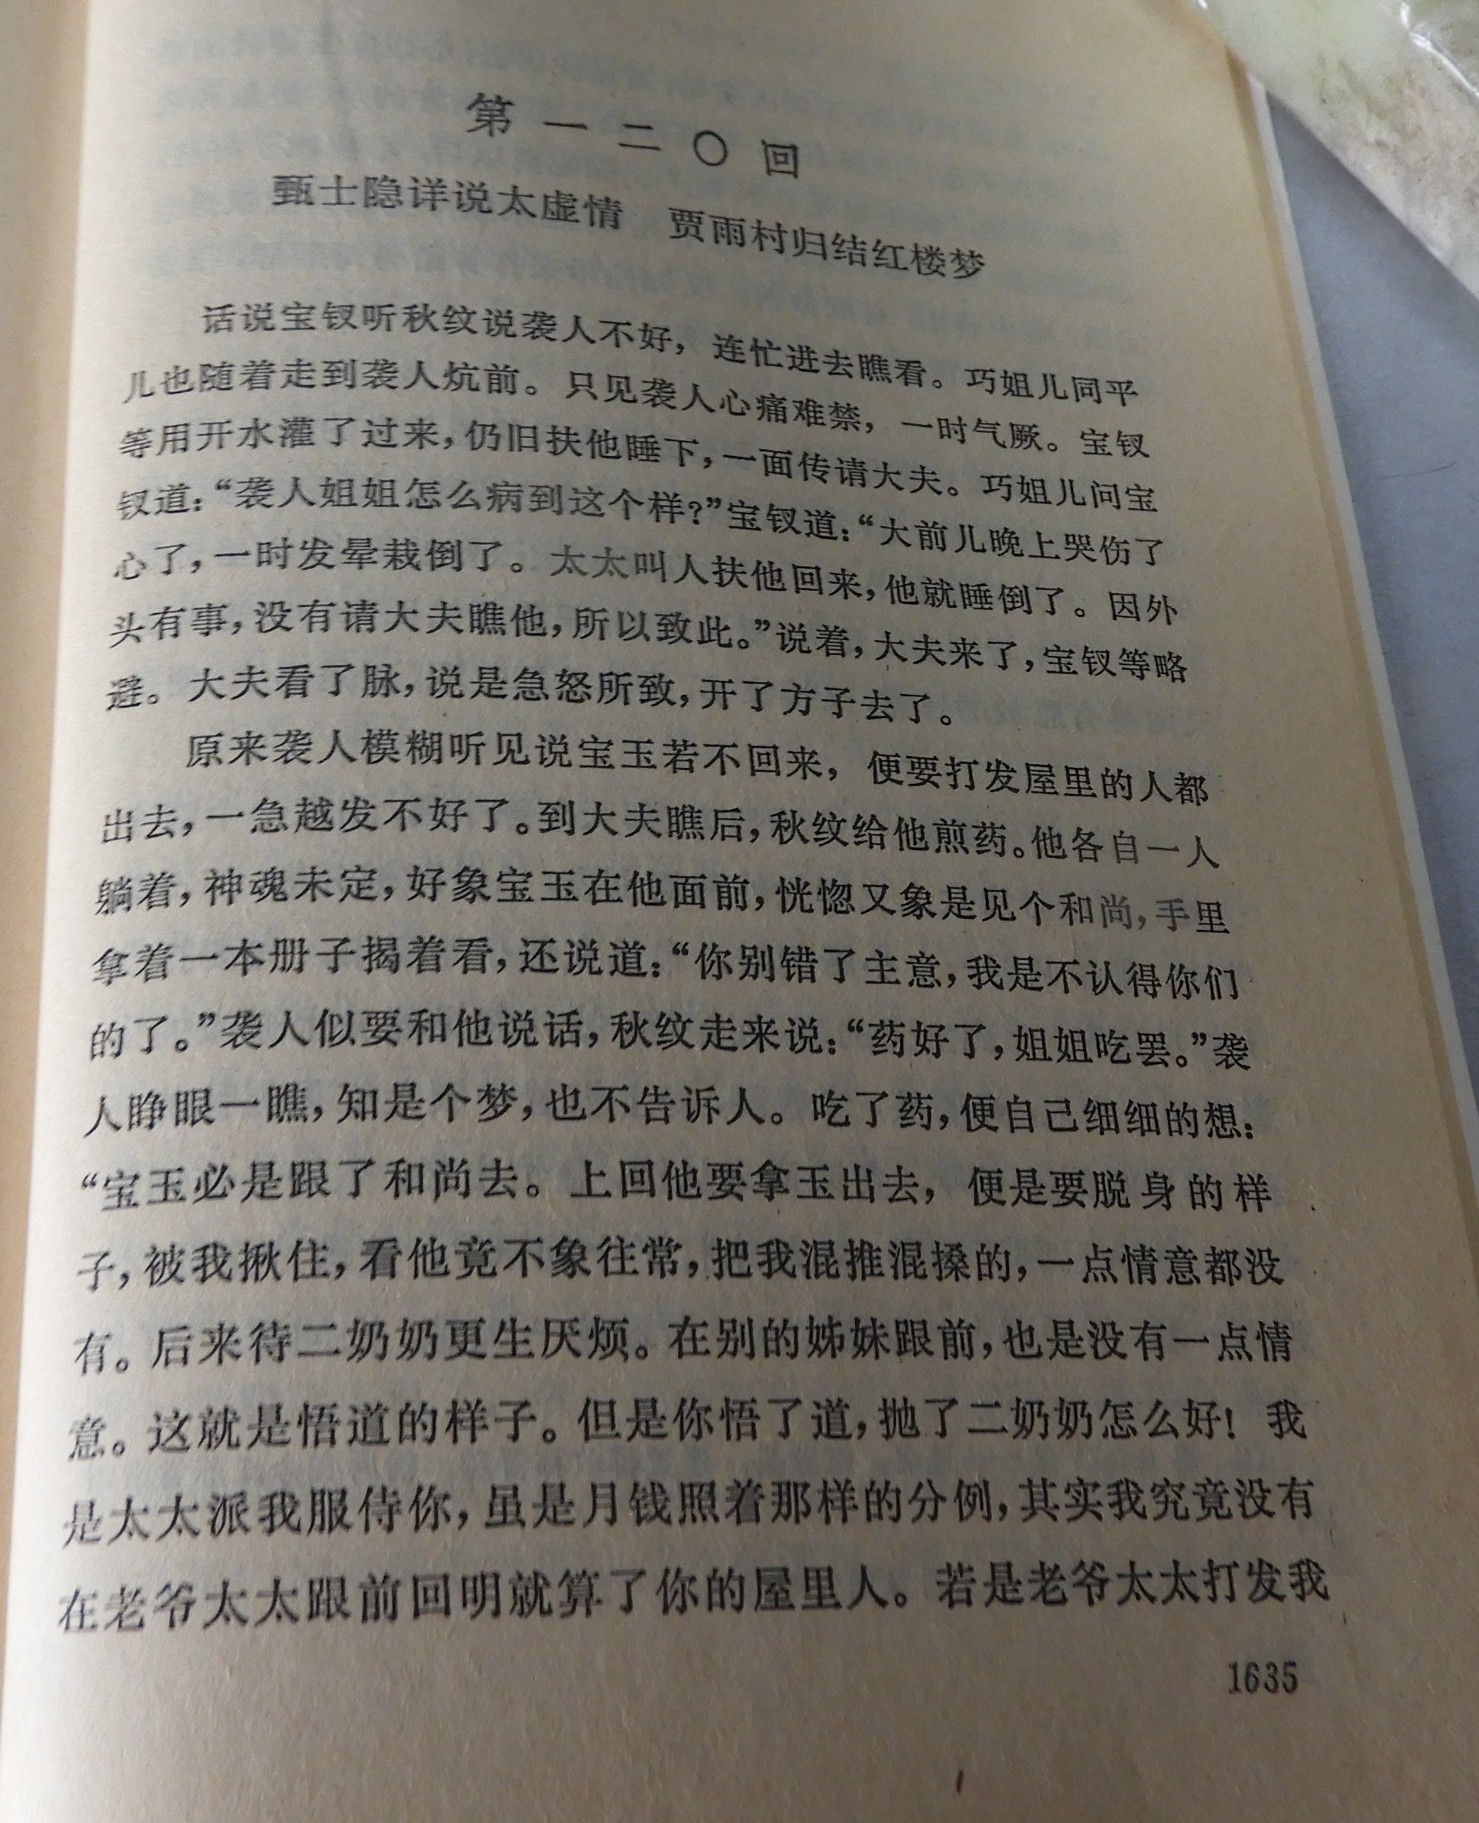 第一二〇回
甄士隐详说太虚情　贾雨村归结红楼梦
话说宝钗听秋纹说袭人不好，连忙进去瞧看。巧姐儿同平
儿也随着走到袭人炕前。只见袭人心痛难禁，一时气厥。宝钗
等用开水灌了过来，仍旧扶他睡下，一面传请大夫。巧姐儿问宝
钗道：“袭人姐姐怎么病到这个样？”宝钗道：“大前儿晚上哭伤了
心了，一时发晕栽倒了。太太叫人扶他回来，他就睡倒了。因外
头有事，没有请大夫瞧他，所以致此。”说着，大夫来了，宝钗等略
避。大夫看了脉，说是急怒所致，开了方子去了。
原来袭人模糊听见说宝玉若不回来，便要打发屋里的人都
出去，一急越发不好了。到大夫瞧后，秋纹给他煎药。他各自一人
躺着，神魂未定，好象宝玉在他面前，恍惚又象是见个和尚，手里
拿着一本册子揭着看，还说道：“你别错了主意，我是不认得你们
的了。”袭人似要和他说话，秋纹走来说：“药好了，姐姐吃罢。”袭
人睁眼一瞧，知是个梦，也不告诉人。吃了药，便自己细细的想：
“宝玉必是跟了和尚去。上回他要拿玉出去，便是要脱身的样
子，被我揪住，看他竟不象往常，把我混推混搡的，一点情意都没
有。后来待二奶奶更生厌烦。在别的姊妹跟前，也是没有一点情
意。这就是悟道的样子。但是你悟了道，抛了二奶奶怎么好！我
是太太派我服侍你，虽是月钱照着那样的分例，其实我究竟没有
在老爷太太跟前回明就算了你的屋里人。若是老爷太太打发我
1635